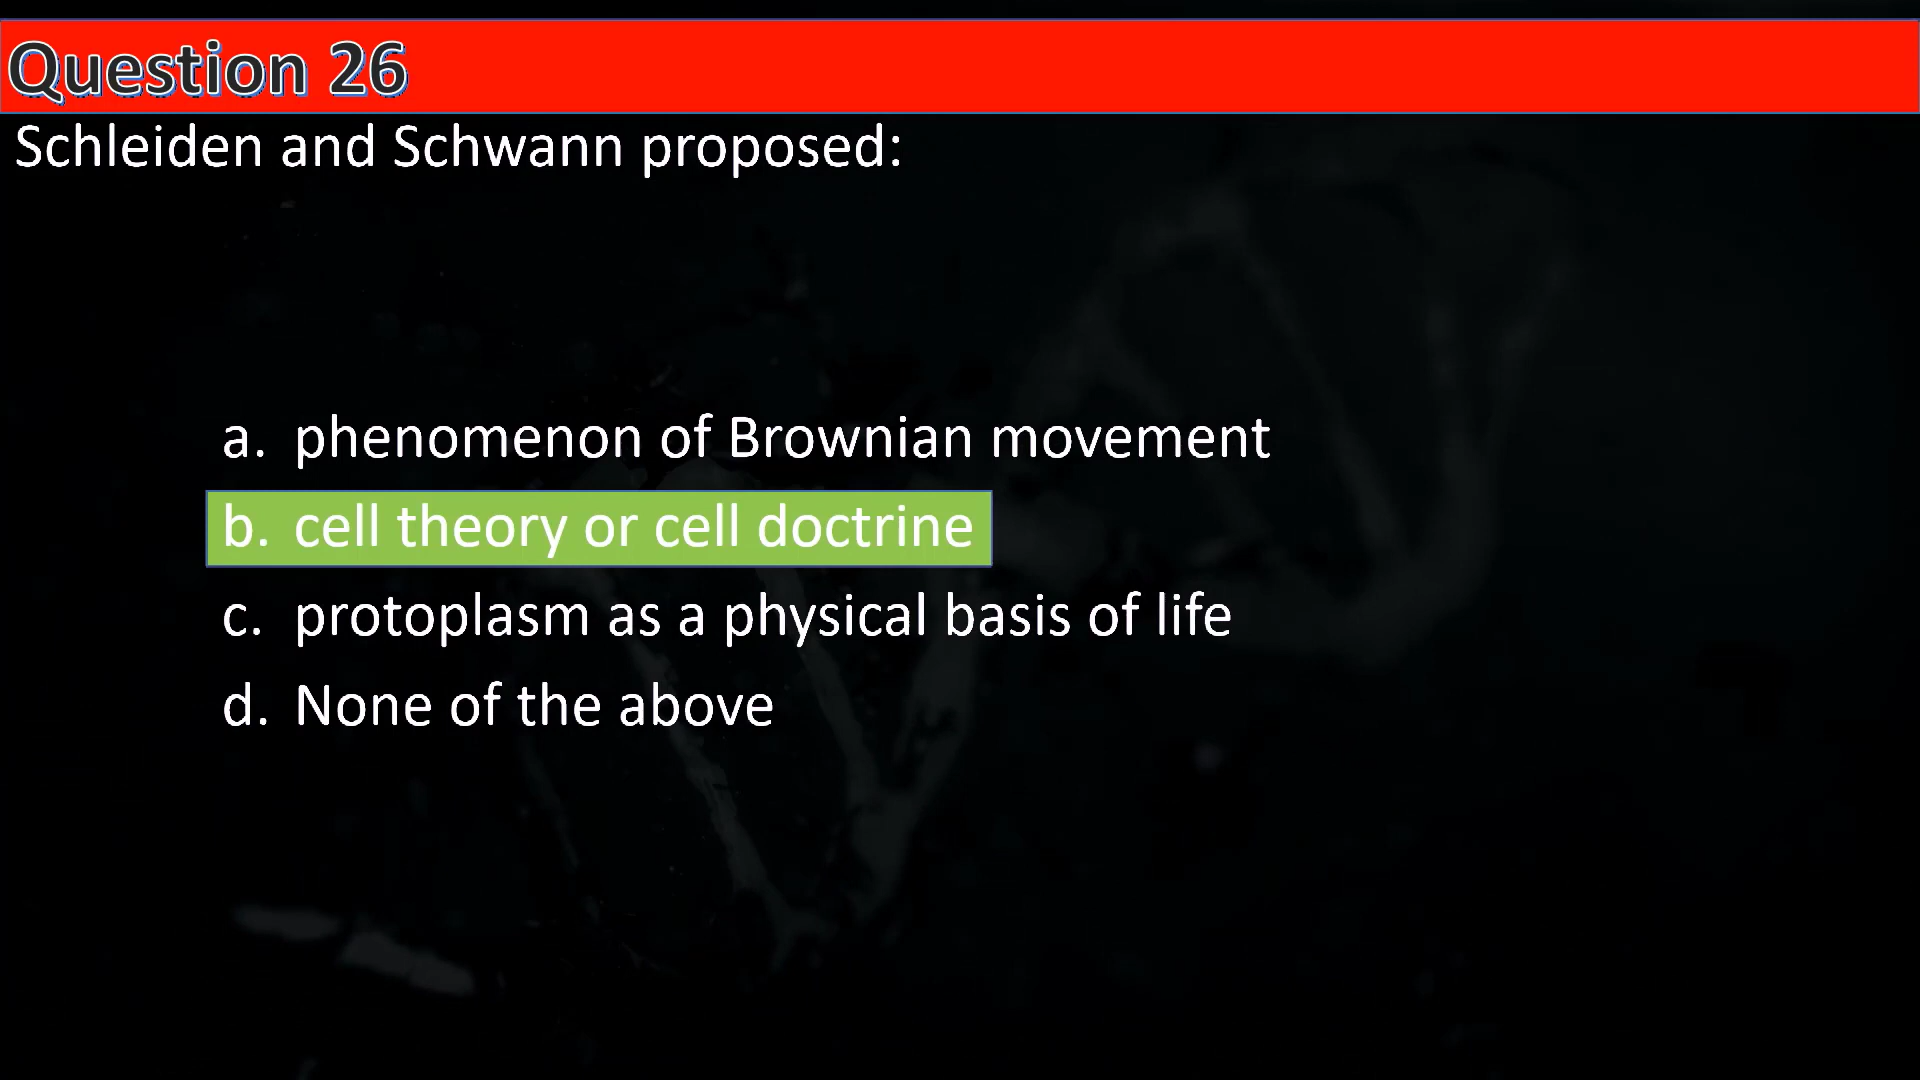 Question 26
Schleiden and Schwann proposed:
a. phenomenon of Brownian movement
b. cell theory or cell doctrine
c. protoplasm as a physical basis of life
d. None of the above